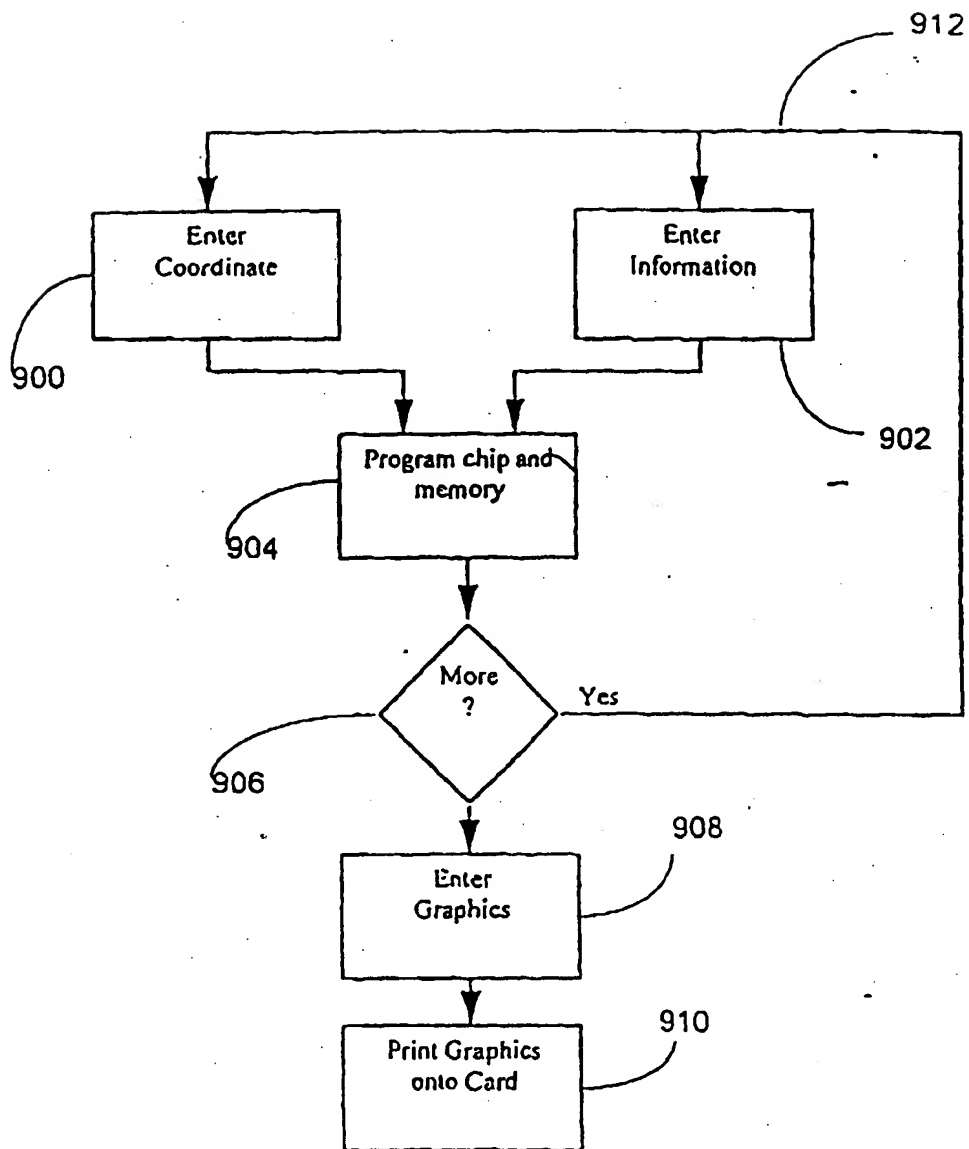 912
Enter
Coordinate
Enter
Information
900
902
Program chip and
memory
904
More
?
Yes
906
908
Enter
Graphics
910
Print Graphics
onto Card